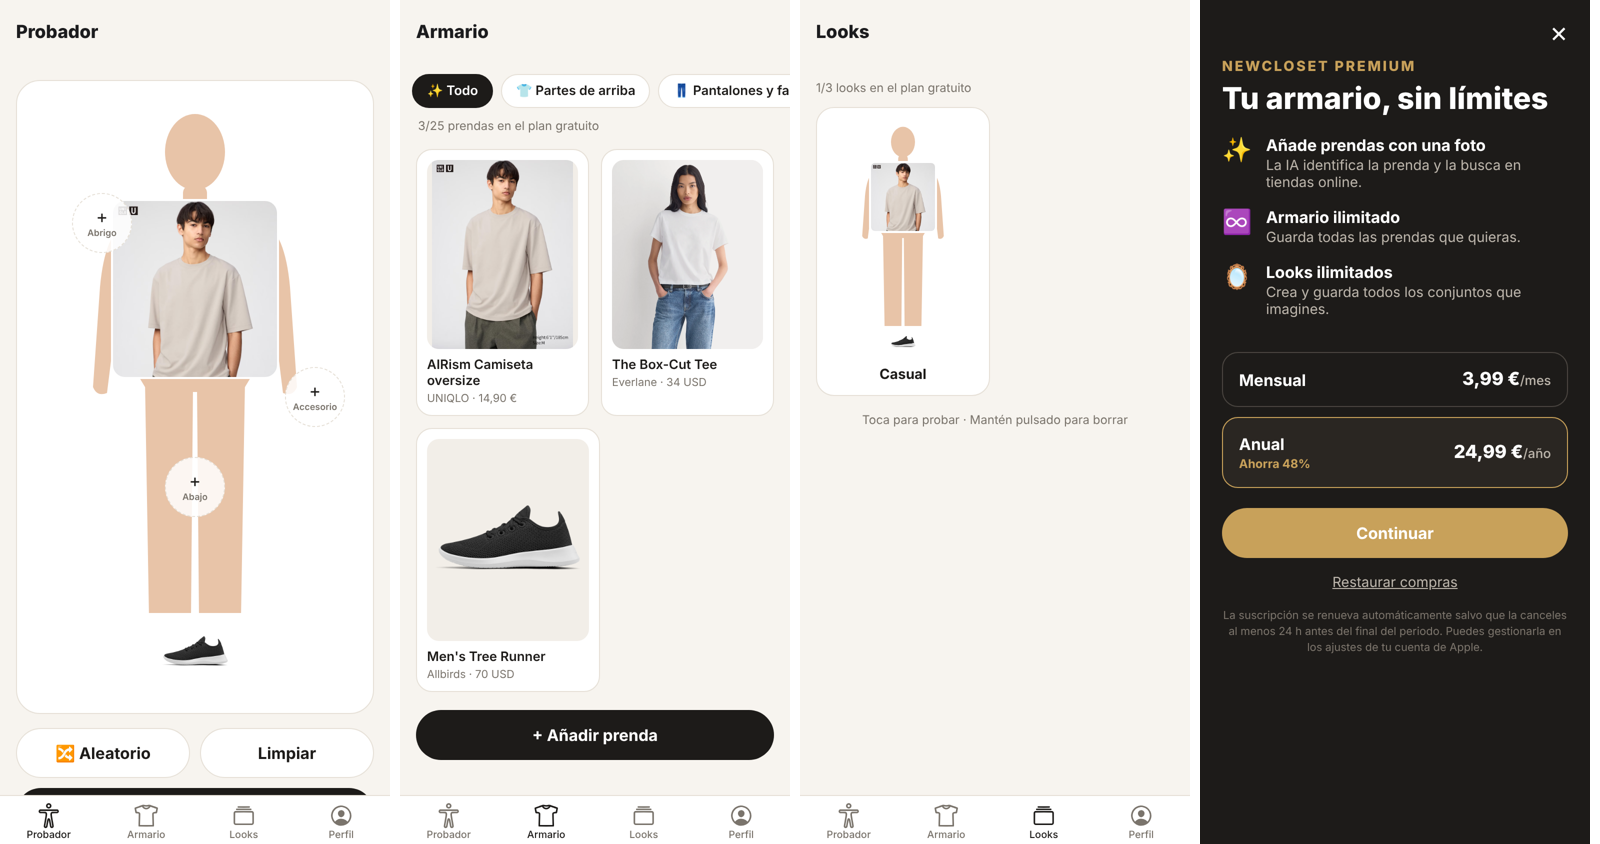 Probador
+
Abrigo
+
Accesorio
+
Abajo
🔀 Aleatorio
Limpiar
Probador
Armario
Looks
Perfil
Armario
✨ Todo
👕 Partes de arriba
👖 Pantalones y fa
3/25 prendas en el plan gratuito
AIRism Camiseta
oversize
UNIQLO · 14,90 €
The Box-Cut Tee
Everlane · 34 USD
Men's Tree Runner
Allbirds · 70 USD
+ Añadir prenda
Probador
Armario
Looks
Perfil
Looks
1/3 looks en el plan gratuito
Casual
Toca para probar · Mantén pulsado para borrar
Probador
Armario
Looks
Perfil
✕
NEWCLOSET PREMIUM
Tu armario, sin límites
✨ Añade prendas con una foto
La IA identifica la prenda y la busca en
tiendas online.
♾️ Armario ilimitado
Guarda todas las prendas que quieras.
🪞 Looks ilimitados
Crea y guarda todos los conjuntos que
imagines.
Mensual
3,99 €/mes
Anual
Ahorra 48%
24,99 €/año
Continuar
Restaurar compras
La suscripción se renueva automáticamente salvo que la canceles
al menos 24 h antes del final del periodo. Puedes gestionarla en
los ajustes de tu cuenta de Apple.